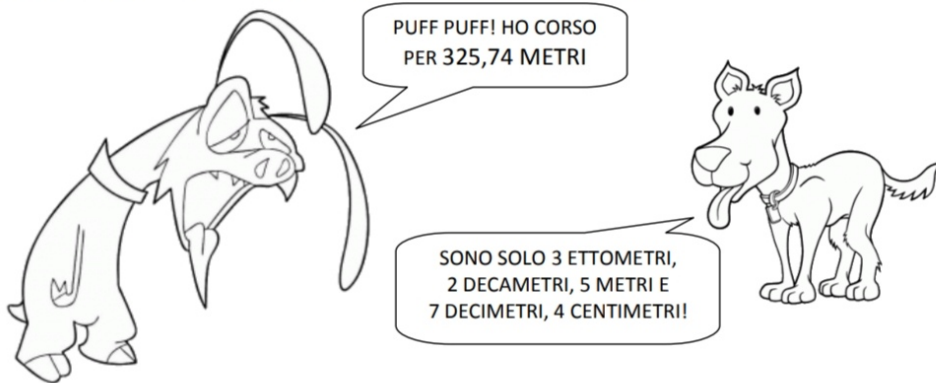 PUFF PUFF! HO CORSO
PER 325,74 METRI
SONO SOLO 3 ETTOMETRI,
2 DECAMETRI, 5 METRI E
7 DECIMETRI, 4 CENTIMETRI!